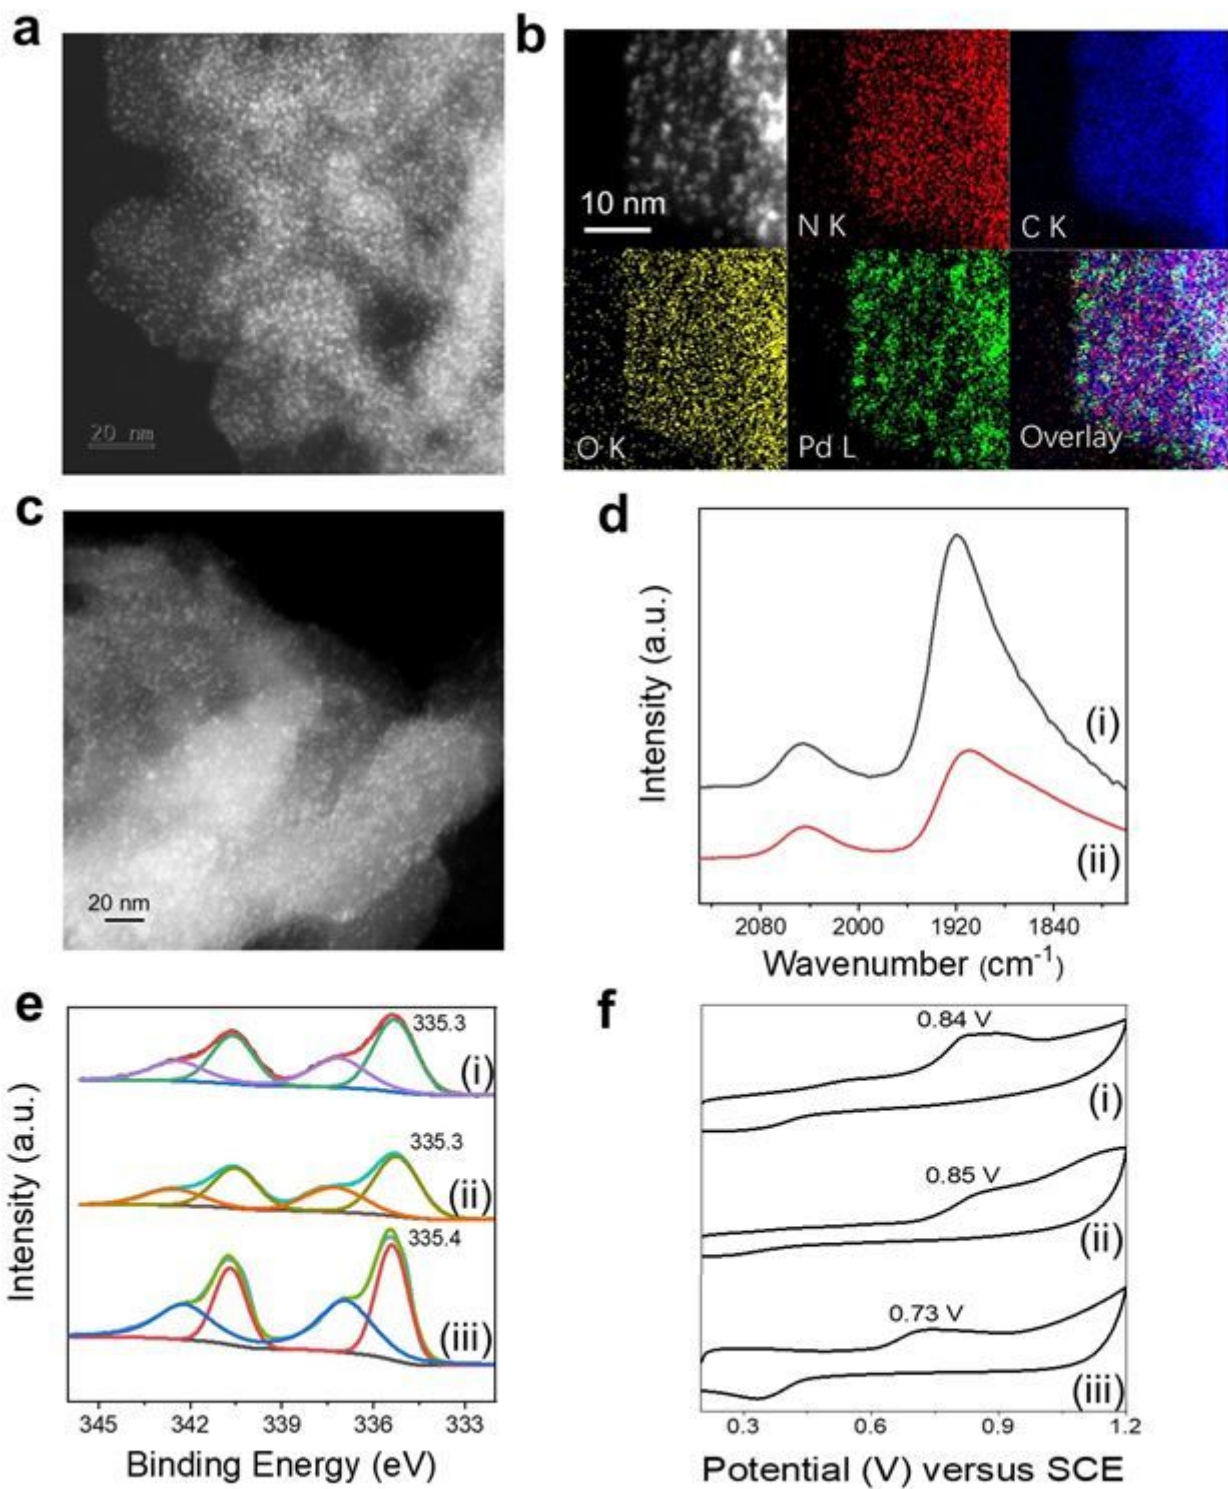 a
20 nm
b
10 nm
N K
C K
O K
Pd L
Overlay
c
20 nm
d
Intensity (a.u.)
(i)
(ii)
2080 2000 1920 1840
Wavenumber (cm⁻¹)
e
Intensity (a.u.)
335.3
(i)
335.3
(ii)
335.4
(iii)
345 342 339 336 333
Binding Energy (eV)
f
0.84 V
(i)
0.85 V
(ii)
0.73 V
(iii)
0.3 0.6 0.9 1.2
Potential (V) versus SCE